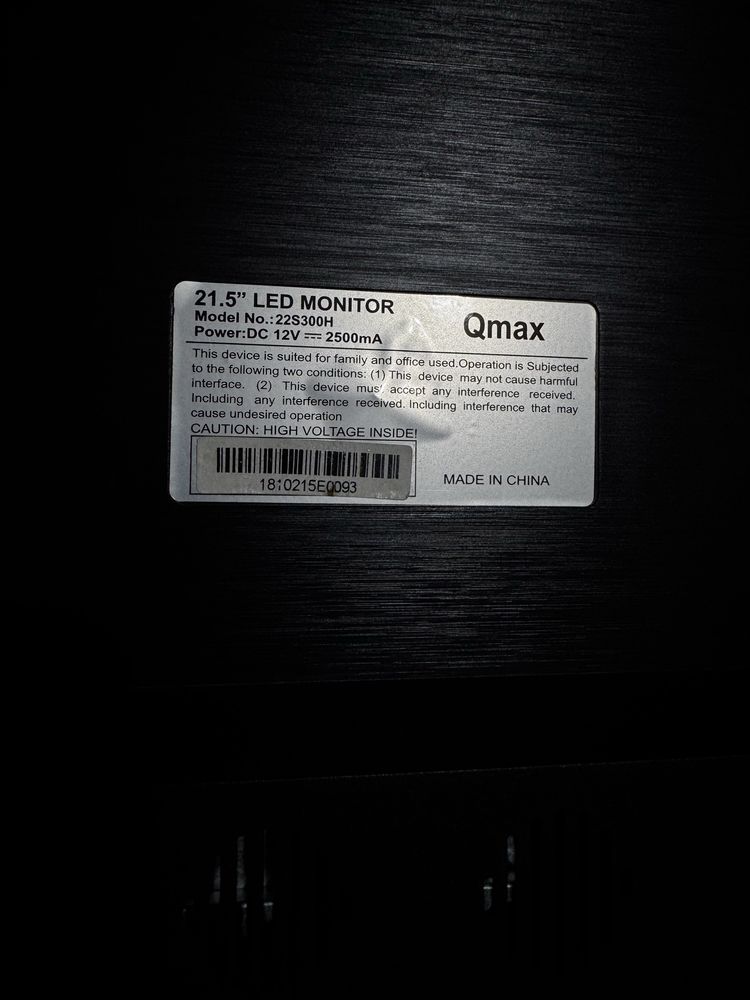 21.5” LED MONITOR
Model No.:22S300H
Power:DC 12V ⎓ 2500mA
Qmax
This device is suited for family and office used.Operation is Subjected
to the following two conditions: (1) This device may not cause harmful
interface. (2) This device must accept any interference received.
Including any interference received. Including interference that may
cause undesired operation
CAUTION: HIGH VOLTAGE INSIDE!
1810215E0093
MADE IN CHINA